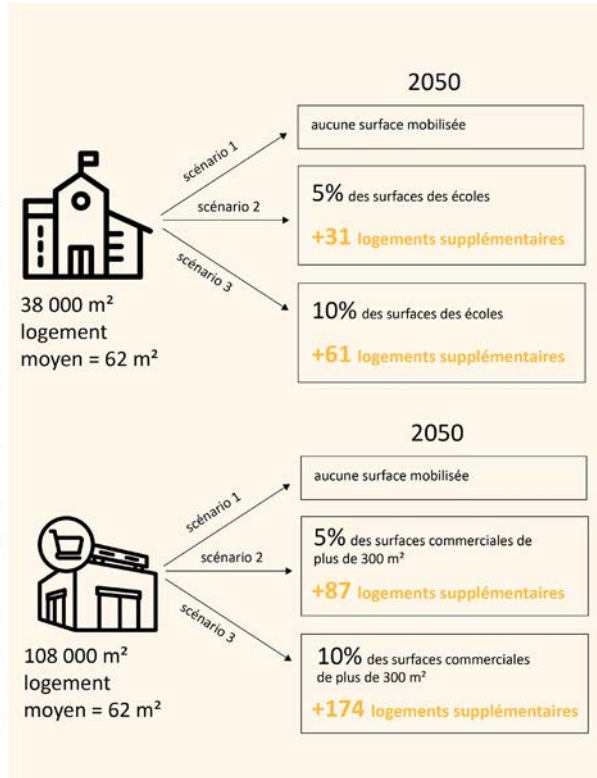 2050
scénario 1
aucune surface mobilisée
scénario 2
5% des surfaces des écoles
+31 logements supplémentaires
scénario 3
10% des surfaces des écoles
+61 logements supplémentaires
38 000 m²
logement
moyen = 62 m²
2050
scénario 1
aucune surface mobilisée
scénario 2
5% des surfaces commerciales de
plus de 300 m²
+87 logements supplémentaires
scénario 3
10% des surfaces commerciales
de plus de 300 m²
+174 logements supplémentaires
108 000 m²
logement
moyen = 62 m²